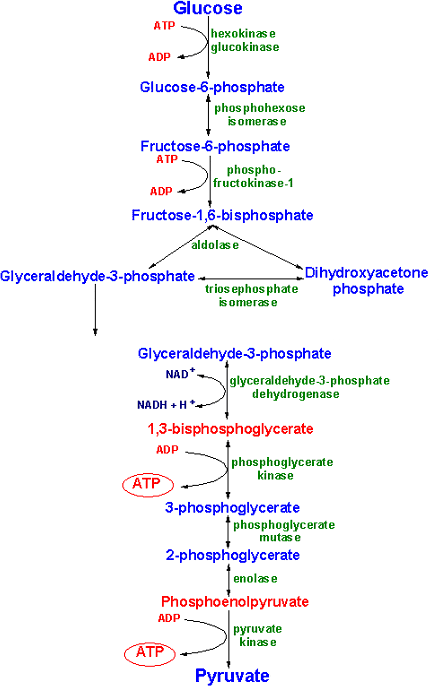 Glucose
ATP
hexokinase
glucokinase
ADP
Glucose-6-phosphate
phosphohexose
isomerase
Fructose-6-phosphate
ATP
phospho-
fructokinase-1
ADP
Fructose-1,6-bisphosphate
aldolase
Glyceraldehyde-3-phosphate
Dihydroxyacetone
phosphate
triosephosphate
isomerase
Glyceraldehyde-3-phosphate
NAD+
glyceraldehyde-3-phosphate
dehydrogenase
NADH + H+
1,3-bisphosphoglycerate
ADP
phosphoglycerate
kinase
ATP
3-phosphoglycerate
phosphoglycerate
mutase
2-phosphoglycerate
enolase
Phosphoenolpyruvate
ADP
pyruvate
kinase
ATP
Pyruvate